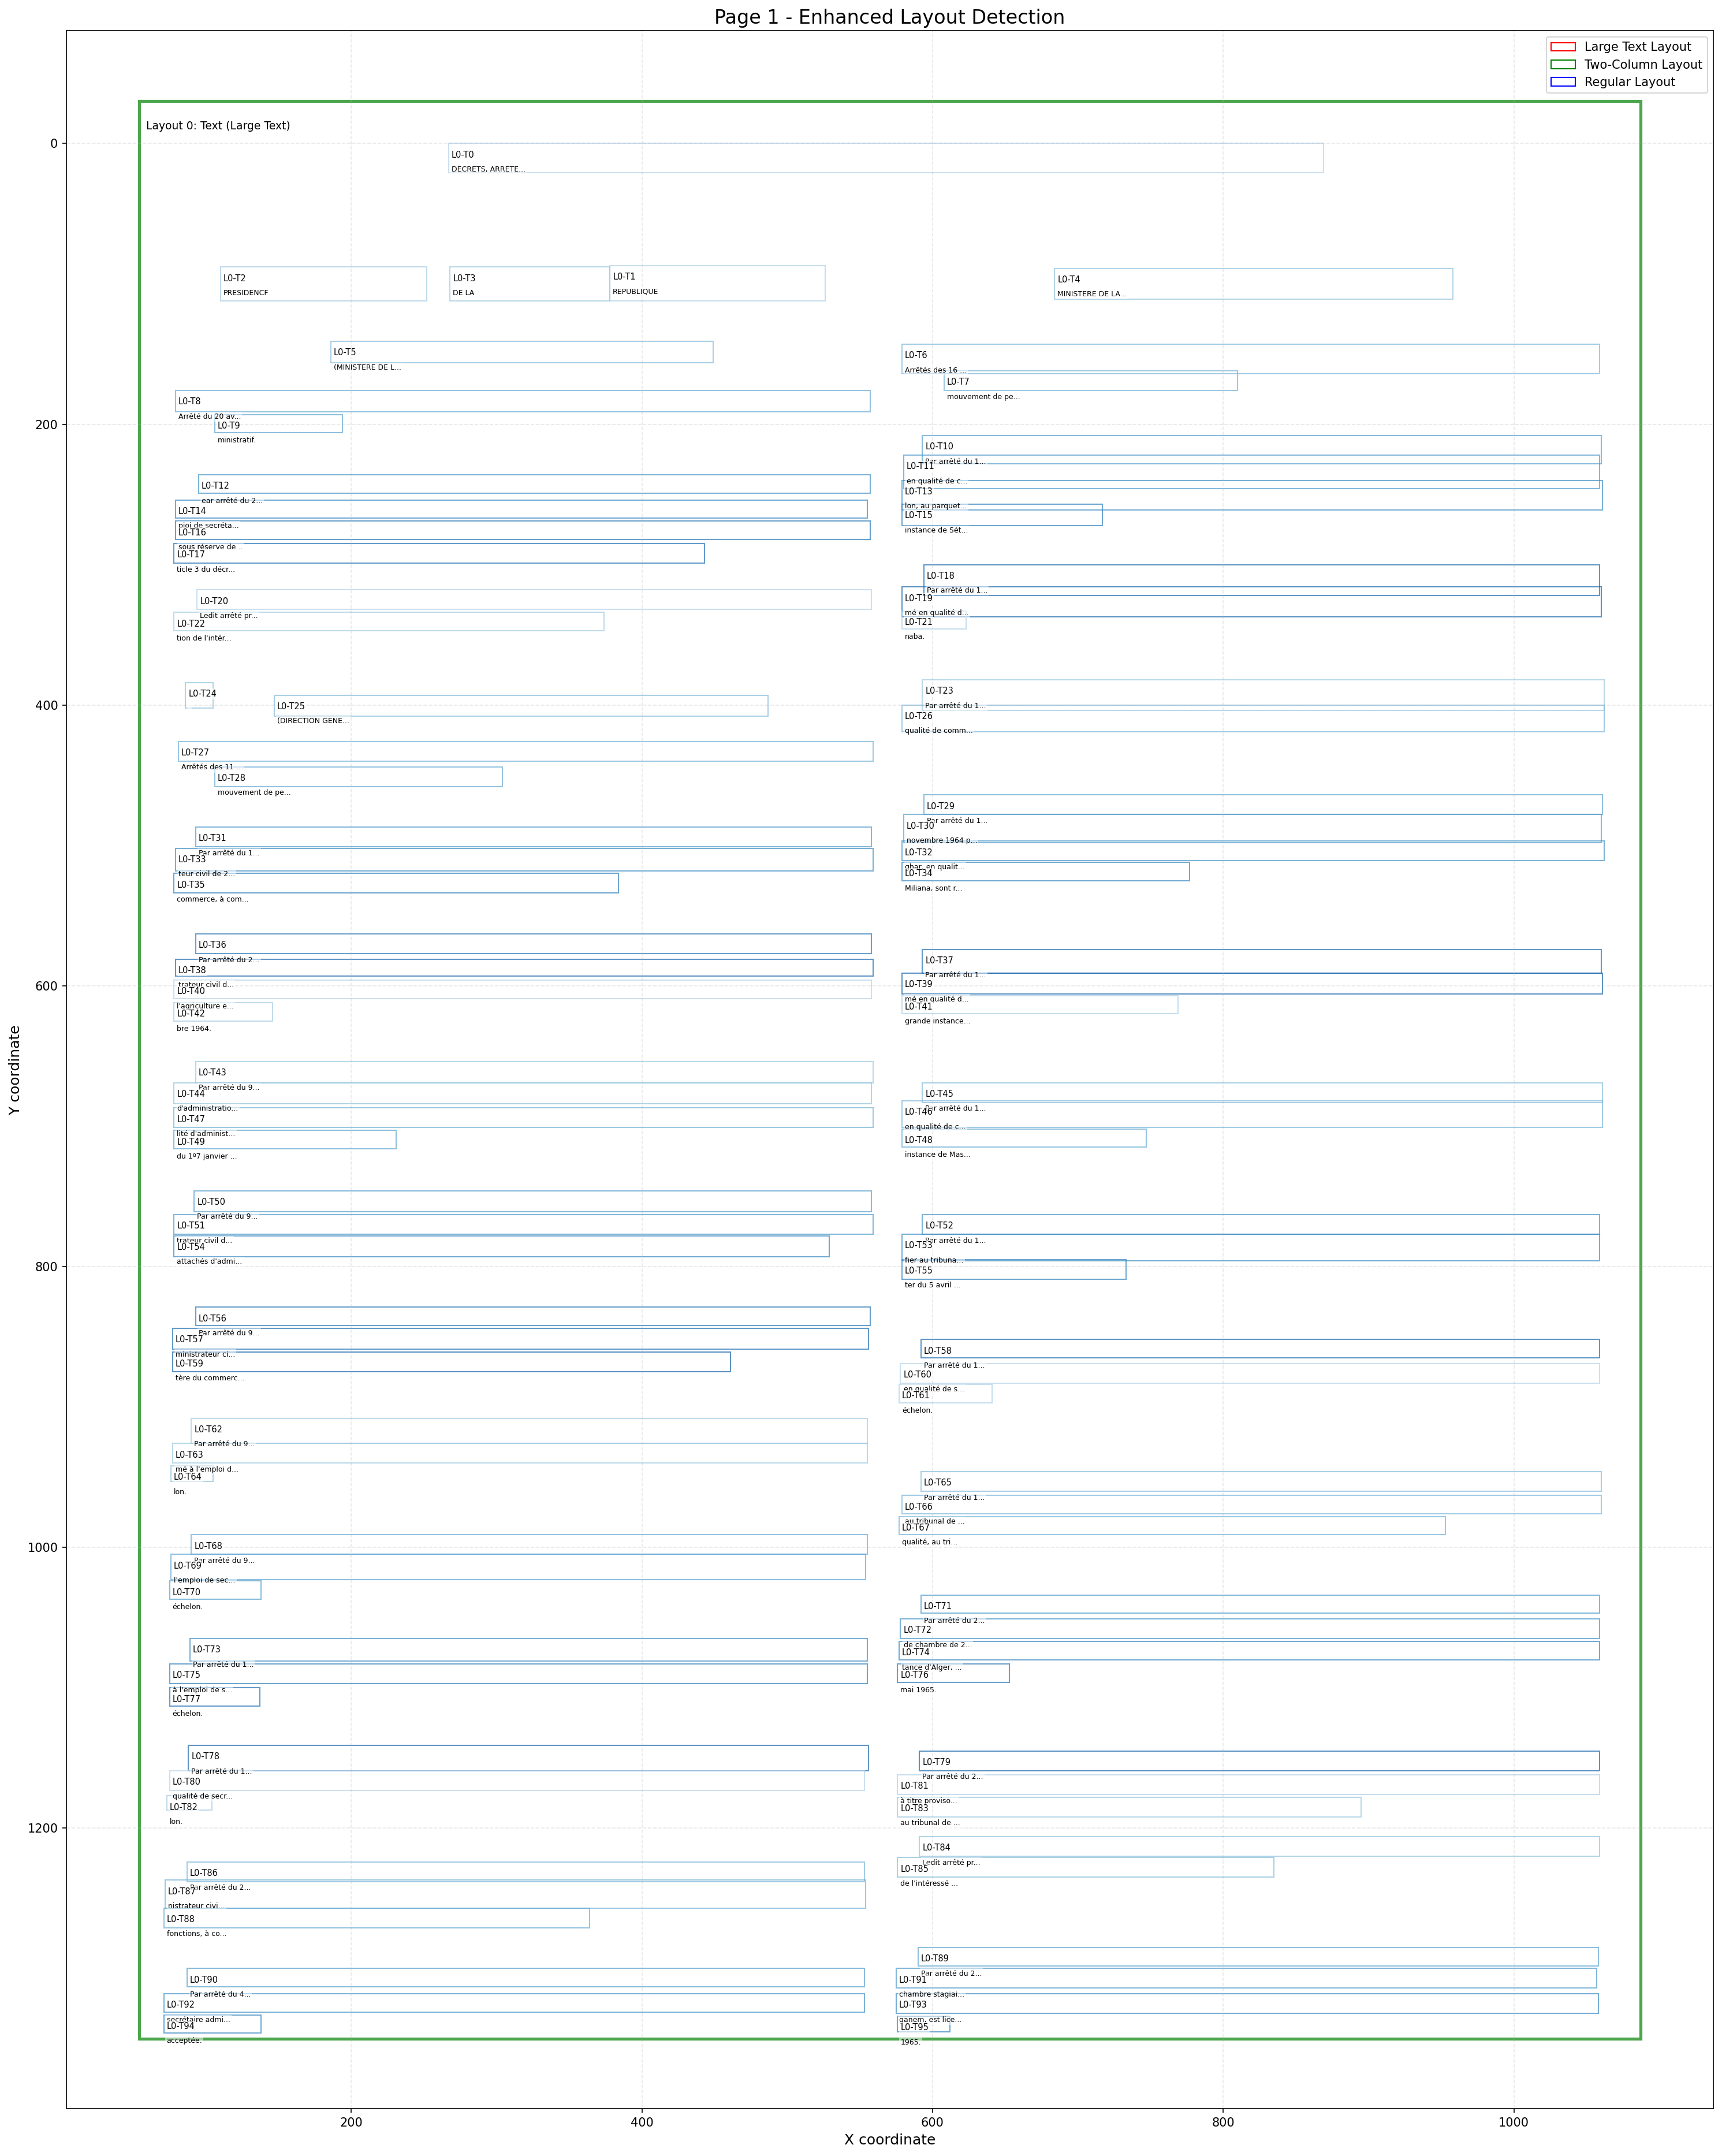 Page 1 - Enhanced Layout Detection
Large Text Layout
Two-Column Layout
Regular Layout
Layout 0: Text (Large Text)
L0-T0
DECRETS, ARRETE...
L0-T2
PRESIDENCF
L0-T3
DE LA
L0-T1
REPUBLIQUE
L0-T4
MINISTERE DE LA...
L0-T5
(MINISTERE DE L...
L0-T6
Arrêtés des 16 ...
L0-T7
mouvement de pe...
L0-T8
Arrêté du 20 av...
L0-T9
ministratif.
L0-T10
Par arrêté du 1...
L0-T11
en qualité de c...
L0-T12
ear arrêté du 2...
L0-T13
lon, au parquet...
L0-T14
pioi de secréta...
L0-T15
instance de Sét...
L0-T16
sous réserve de...
L0-T17
ticle 3 du décr...
L0-T18
Par arrêté du 1...
L0-T19
mé en qualité d...
L0-T20
Ledit arrêté pr...
L0-T21
naba.
L0-T22
tion de l'intér...
L0-T23
Par arrêté du 1...
L0-T24
L0-T25
(DIRECTION GENE...
L0-T26
qualité de comm...
L0-T27
Arrêtés des 11 ...
L0-T28
mouvement de pe...
L0-T29
Par arrêté du 1...
L0-T30
novembre 1964 p...
L0-T31
Par arrêté du 1...
L0-T32
ghar, en qualit...
L0-T33
teur civil de 2...
L0-T34
Miliana, sont r...
L0-T35
commerce, à com...
L0-T36
Par arrêté du 2...
L0-T37
Par arrêté du 1...
L0-T38
trateur civil d...
L0-T39
mé en qualité d...
L0-T40
l'agriculture e...
L0-T41
grande instance...
L0-T42
bre 1964.
L0-T43
Par arrêté du 9...
L0-T44
d'administratio...
L0-T45
Par arrêté du 1...
L0-T46
en qualité de c...
L0-T47
lité d'administ...
L0-T48
instance de Mas...
L0-T49
du 1º7 janvier ...
L0-T50
Par arrêté du 9...
L0-T51
trateur civil d...
L0-T52
Par arrêté du 1...
L0-T53
fier au tribuna...
L0-T54
attachés d'admi...
L0-T55
ter du 5 avril ...
L0-T56
Par arrêté du 9...
L0-T57
ministrateur ci...
L0-T58
Par arrêté du 1...
L0-T59
tère du commerc...
L0-T60
en qualité de s...
L0-T61
échelon.
L0-T62
Par arrêté du 9...
L0-T63
mé à l'emploi d...
L0-T64
lon.
L0-T65
Par arrêté du 1...
L0-T66
au tribunal de ...
L0-T67
qualité, au tri...
L0-T68
Par arrêté du 9...
L0-T69
l'emploi de sec...
L0-T70
échelon.
L0-T71
Par arrêté du 2...
L0-T72
de chambre de 2...
L0-T73
Par arrêté du 1...
L0-T74
tance d'Alger, ...
L0-T75
à l'emploi de s...
L0-T76
mai 1965.
L0-T77
échelon.
L0-T78
Par arrêté du 1...
L0-T79
Par arrêté du 2...
L0-T80
qualité de secr...
L0-T81
à titre proviso...
L0-T82
lon.
L0-T83
au tribunal de ...
L0-T84
Ledit arrêté pr...
L0-T85
de l'intéressé ...
L0-T86
Par arrêté du 2...
L0-T87
nistrateur civi...
L0-T88
fonctions, à co...
L0-T89
Par arrêté du 2...
L0-T90
Par arrêté du 4...
L0-T91
chambre stagiai...
L0-T92
secrétaire admi...
L0-T93
ganem, est lice...
L0-T94
acceptée.
L0-T95
1965.
0
200
400
600
800
1000
1200
Y coordinate
200
400
600
800
1000
X coordinate